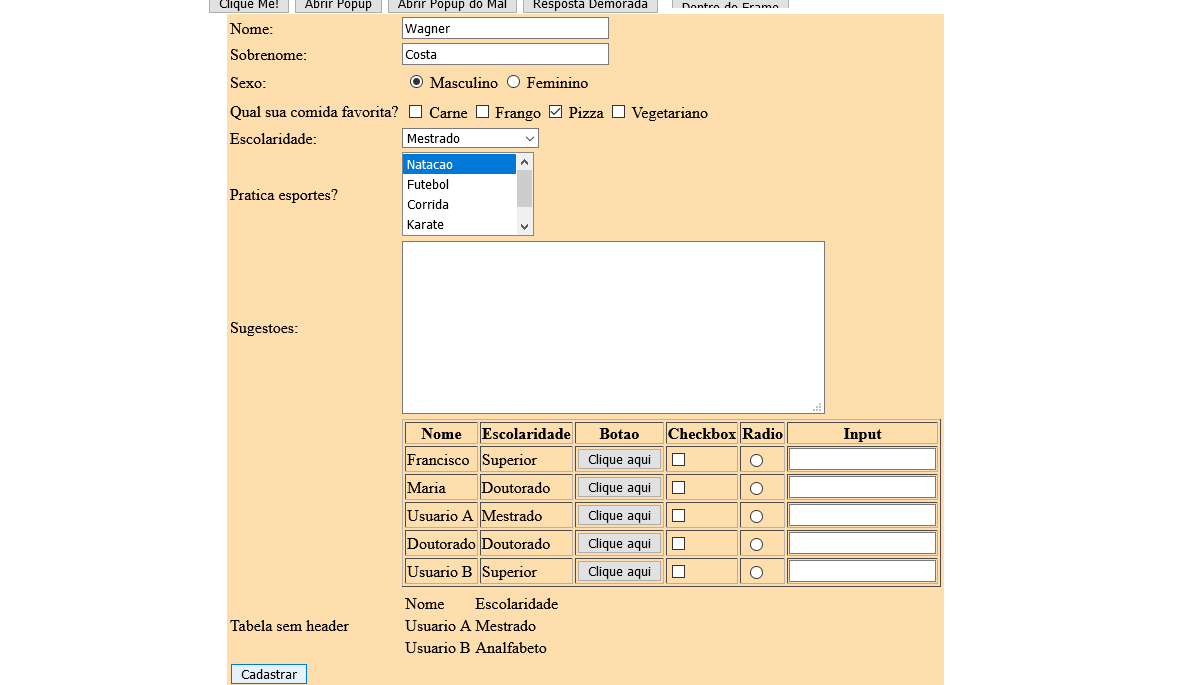 Clique Me! Abrir Popup Abrir Popup do Mal Resposta Demorada Dentro do Frame
Nome: Wagner
Sobrenome: Costa
Sexo: Masculino Feminino
Qual sua comida favorita? Carne Frango Pizza Vegetariano
Escolaridade: Mestrado
Natacao
Futebol
Pratica esportes?
Corrida
Karate
Sugestoes:
Nome Escolaridade Botao Checkbox Radio Input
Francisco Superior Clique aqui
Maria Doutorado Clique aqui
Usuario A Mestrado Clique aqui
Doutorado Doutorado Clique aqui
Usuario B Superior Clique aqui
Nome Escolaridade
Tabela sem header Usuario A Mestrado
Usuario B Analfabeto
Cadastrar